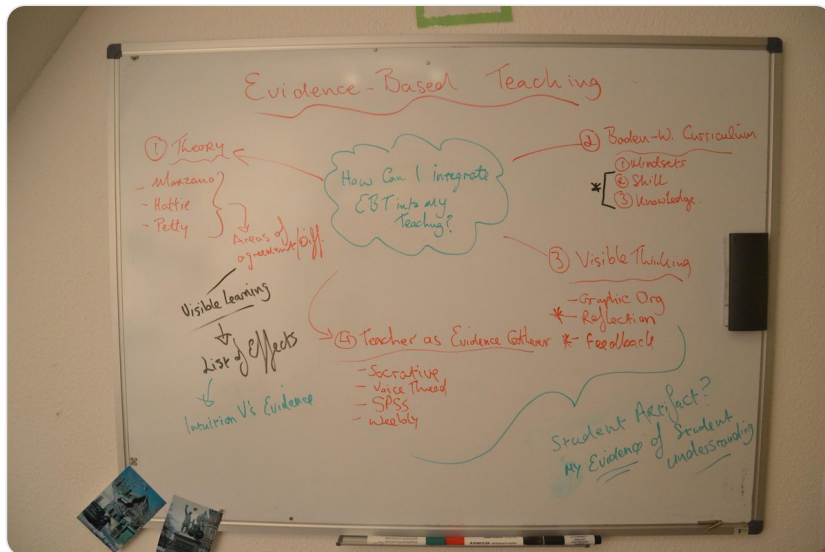 Evidence-Based Teaching
① Theory
- Marzano
- Hattie
- Petty
Areas of
agreement/Diff.
Visible Learning
List of Effects
Intuition V's Evidence
How Can I integrate
EBT into my
Teaching?
② Baden-W. Curriculum
① Mindsets
* ② Skill
③ Knowledge.
③ Visible Thinking
- Graphic Org
*- Reflection
*- Feedback
④ Teacher as Evidence Gatherer
- Socrative
- Voice Thread
- SPSS
- Weebly
Student Artifact?
My Evidence of Student
Understanding